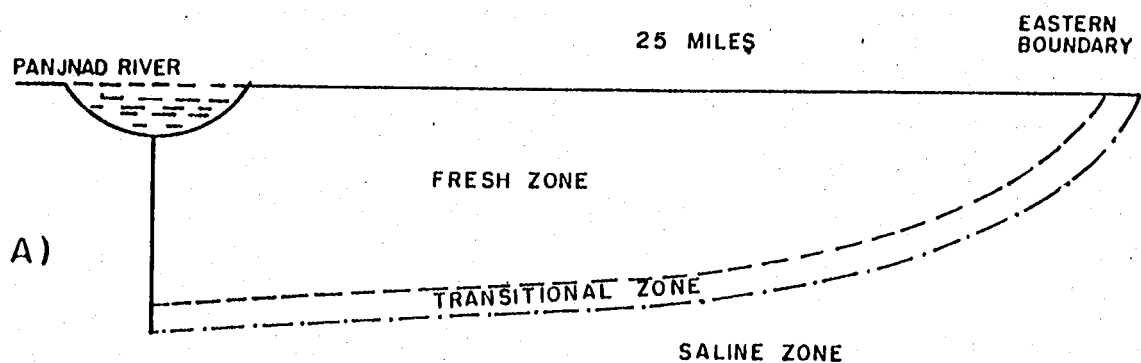 25 MILES
EASTERN
BOUNDARY
PANJNAD RIVER
FRESH ZONE
A)
TRANSITIONAL ZONE
SALINE ZONE